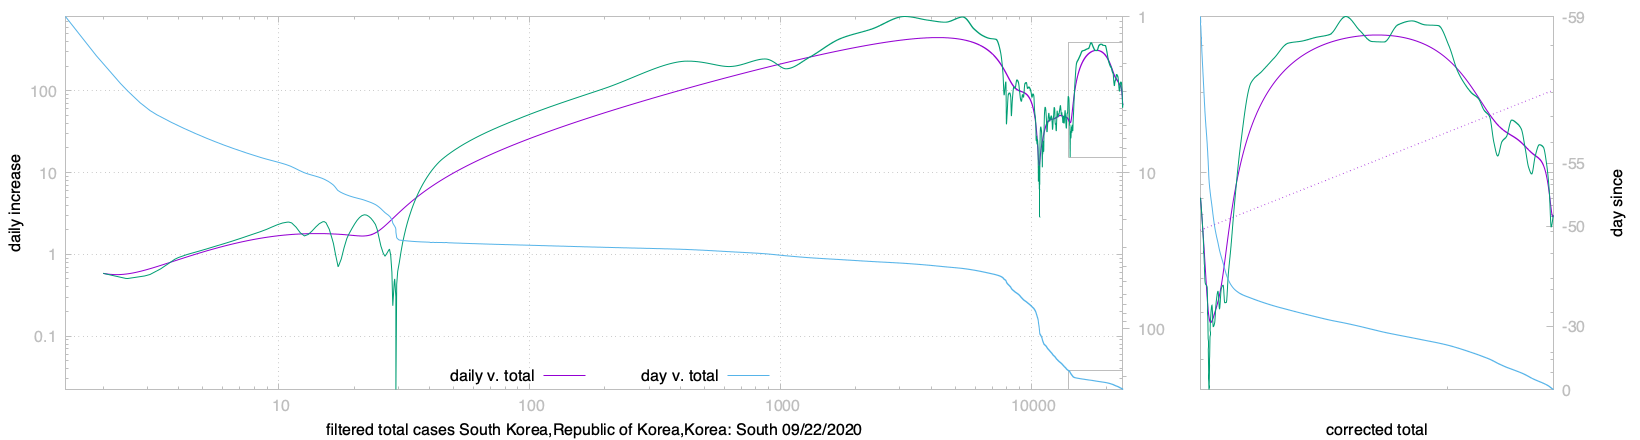 1
-59
100
10
10
-55
-50
1
0.1
100
-30
daily v. total
day v. total
0
10
100
1000
10000
daily increase
day since
filtered total cases South Korea,Republic of Korea,Korea: South 09/22/2020
corrected total